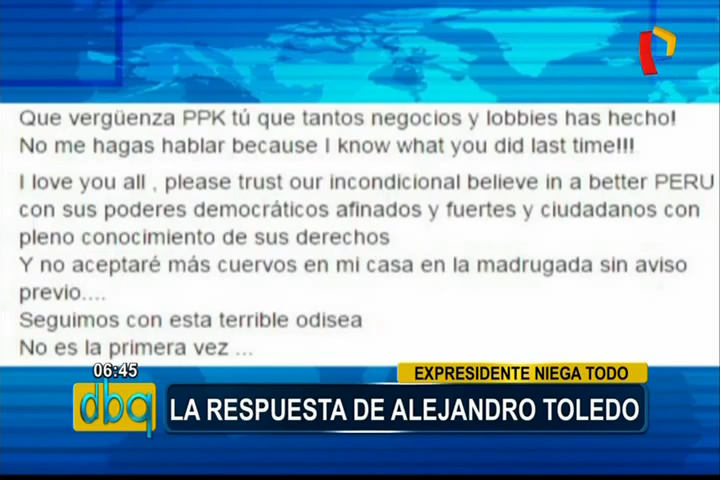 Que vergüenza PPK tú que tantos negocios y lobbies has hecho!
No me hagas hablar because I know what you did last time!!!
I love you all , please trust our incondicional believe in a better PERU
con sus poderes democráticos afinados y fuertes y ciudadanos con
pleno conocimiento de sus derechos
Y no aceptaré más cuervos en mi casa en la madrugada sin aviso
previo....
Seguimos con esta terrible odisea
No es la primera vez ...
06:45
EXPRESIDENTE NIEGA TODO
dbq
LA RESPUESTA DE ALEJANDRO TOLEDO